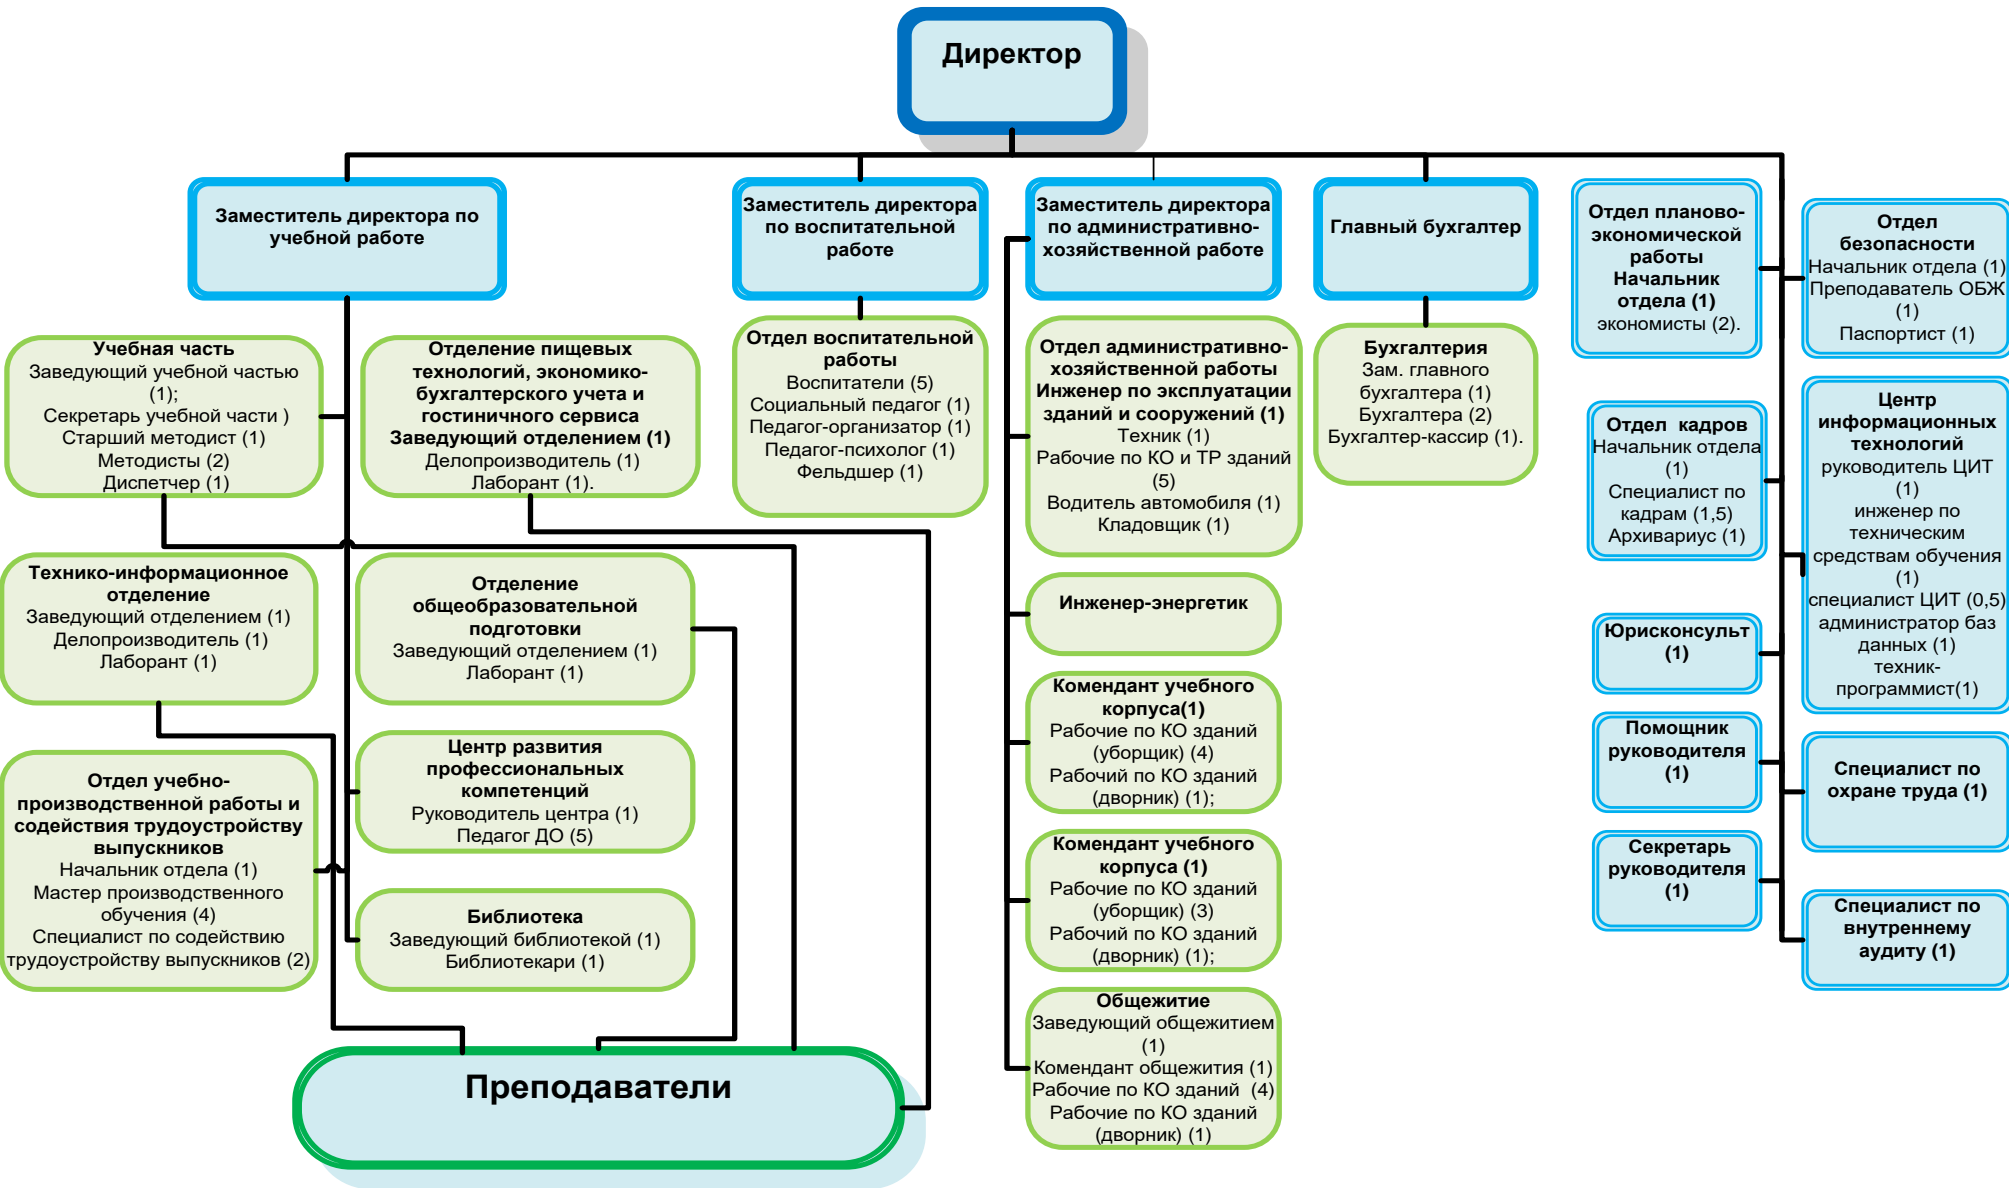 Директор
Заместитель директора по
учебной работе
Заместитель директора
по воспитательной
работе
Заместитель директора
по административно-
хозяйственной работе
Главный бухгалтер
Отдел планово-
экономической
работы
Начальник
отдела (1)
экономисты (2).
Отдел
безопасности
Начальник отдела (1)
Преподаватель ОБЖ
(1)
Паспортист (1)
Учебная часть
Заведующий учебной частью
(1);
Секретарь учебной части )
Старший методист (1)
Методисты (2)
Диспетчер (1)
Отделение пищевых
технологий, экономико-
бухгалтерского учета и
гостиничного сервиса
Заведующий отделением (1)
Делопроизводитель (1)
Лаборант (1).
Отдел воспитательной
работы
Воспитатели (5)
Социальный педагог (1)
Педагог-организатор (1)
Педагог-психолог (1)
Фельдшер (1)
Отдел административно-
хозяйственной работы
Инженер по эксплуатации
зданий и сооружений (1)
Техник (1)
Рабочие по КО и ТР зданий
(5)
Водитель автомобиля (1)
Кладовщик (1)
Бухгалтерия
Зам. главного
бухгалтера (1)
Бухгалтера (2)
Бухгалтер-кассир (1).
Отдел кадров
Начальник отдела
(1)
Специалист по
кадрам (1,5)
Архивариус (1)
Центр
информационных
технологий
руководитель ЦИТ
(1)
инженер по
техническим
средствам обучения
(1)
специалист ЦИТ (0,5)
администратор баз
данных (1)
техник-
программист(1)
Технико-информационное
отделение
Заведующий отделением (1)
Делопроизводитель (1)
Лаборант (1)
Отделение
общеобразовательной
подготовки
Заведующий отделением (1)
Лаборант (1)
Инженер-энергетик
Юрисконсульт
(1)
Комендант учебного
корпуса(1)
Рабочие по КО зданий
(уборщик) (4)
Рабочий по КО зданий
(дворник) (1);
Помощник
руководителя
(1)
Специалист по
охране труда (1)
Отдел учебно-
производственной работы и
содействия трудоустройству
выпускников
Начальник отдела (1)
Мастер производственного
обучения (4)
Специалист по содействию
трудоустройству выпускников (2)
Центр развития
профессиональных
компетенций
Руководитель центра (1)
Педагог ДО (5)
Комендант учебного
корпуса (1)
Рабочие по КО зданий
(уборщик) (3)
Рабочий по КО зданий
(дворник) (1);
Секретарь
руководителя
(1)
Специалист по
внутреннему
аудиту (1)
Библиотека
Заведующий библиотекой (1)
Библиотекари (1)
Общежитие
Заведующий общежитием
(1)
Комендант общежития (1)
Рабочие по КО зданий (4)
Рабочие по КО зданий
(дворник) (1)
Преподаватели